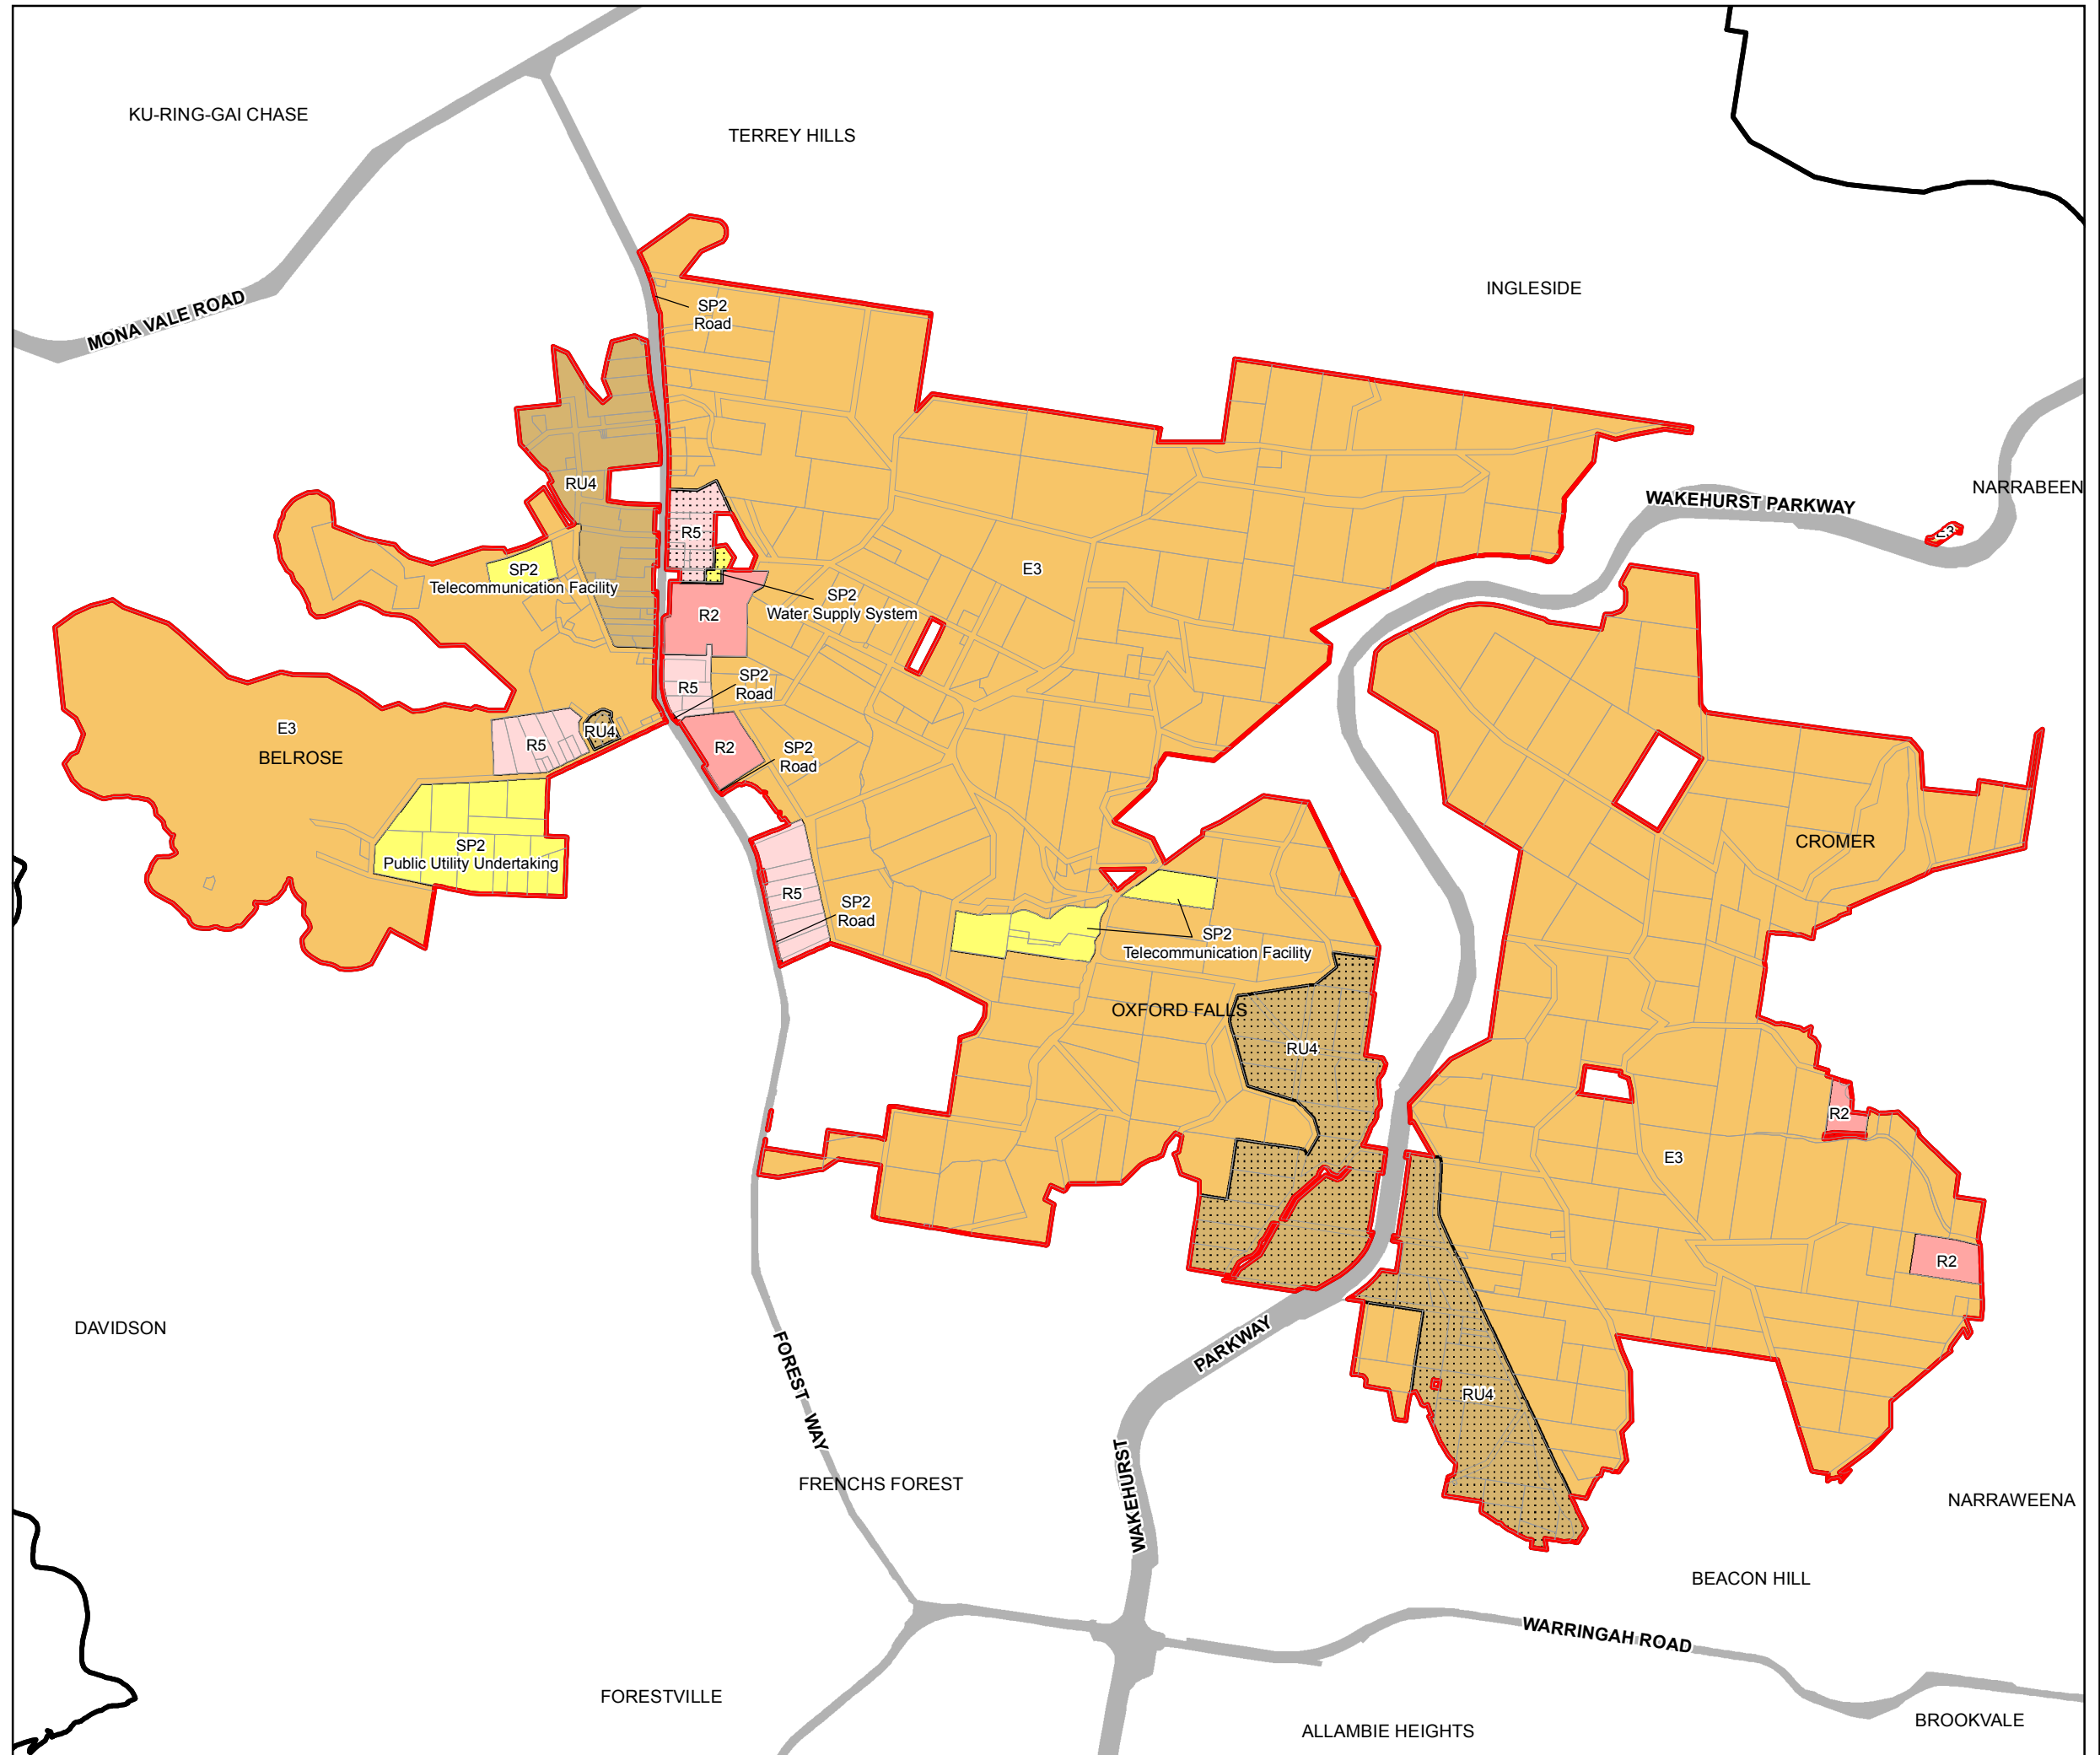 KU-RING-GAI CHASE
TERREY HILLS
INGLESIDE
MONA VALE ROAD
SP2
Road
RU4
NARRABEEN
WAKEHURST PARKWAY
E3
R5
E3
SP2
Telecommunication Facility
SP2
Water Supply System
R2
SP2
Road
R5
E3
R5
RU4
R2
SP2
Road
BELROSE
CROMER
SP2
Public Utility Undertaking
R5
SP2
Road
SP2
Telecommunication Facility
OXFORD FALLS
RU4
R2
E3
R2
DAVIDSON
FOREST WAY
PARKWAY
RU4
WAKEHURST
FRENCHS FOREST
NARRAWEENA
BEACON HILL
WARRINGAH ROAD
FORESTVILLE
ALLAMBIE HEIGHTS
BROOKVALE